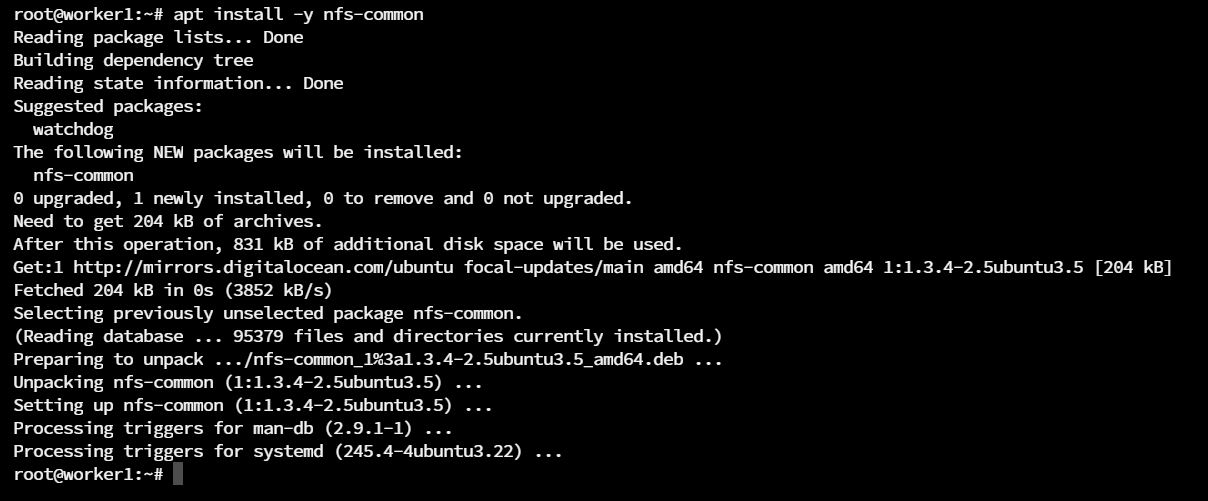 root@worker1:~# apt install -y nfs-common
Reading package lists... Done
Building dependency tree
Reading state information... Done
Suggested packages:
  watchdog
The following NEW packages will be installed:
  nfs-common
0 upgraded, 1 newly installed, 0 to remove and 0 not upgraded.
Need to get 204 kB of archives.
After this operation, 831 kB of additional disk space will be used.
Get:1 http://mirrors.digitalocean.com/ubuntu focal-updates/main amd64 nfs-common amd64 1:1.3.4-2.5ubuntu3.5 [204 kB]
Fetched 204 kB in 0s (3852 kB/s)
Selecting previously unselected package nfs-common.
(Reading database ... 95379 files and directories currently installed.)
Preparing to unpack .../nfs-common_1%3a1.3.4-2.5ubuntu3.5_amd64.deb ...
Unpacking nfs-common (1:1.3.4-2.5ubuntu3.5) ...
Setting up nfs-common (1:1.3.4-2.5ubuntu3.5) ...
Processing triggers for man-db (2.9.1-1) ...
Processing triggers for systemd (245.4-4ubuntu3.22) ...
root@worker1:~#